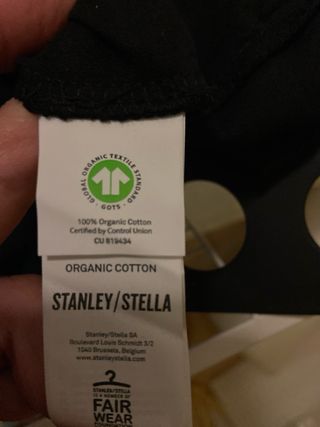 GLOBAL ORGANIC TEXTILE STANDARD
· GOTS ·
100% Organic Cotton
Certified by Control Union
CU 819434
ORGANIC COTTON
STANLEY/STELLA
Stanley/Stella SA
Boulevard Louis Schmidt 3/2
1040 Brussels, Belgium
www.stanleystella.com
STANLEY/STELLA
IS A MEMBER OF
FAIR
WEAR